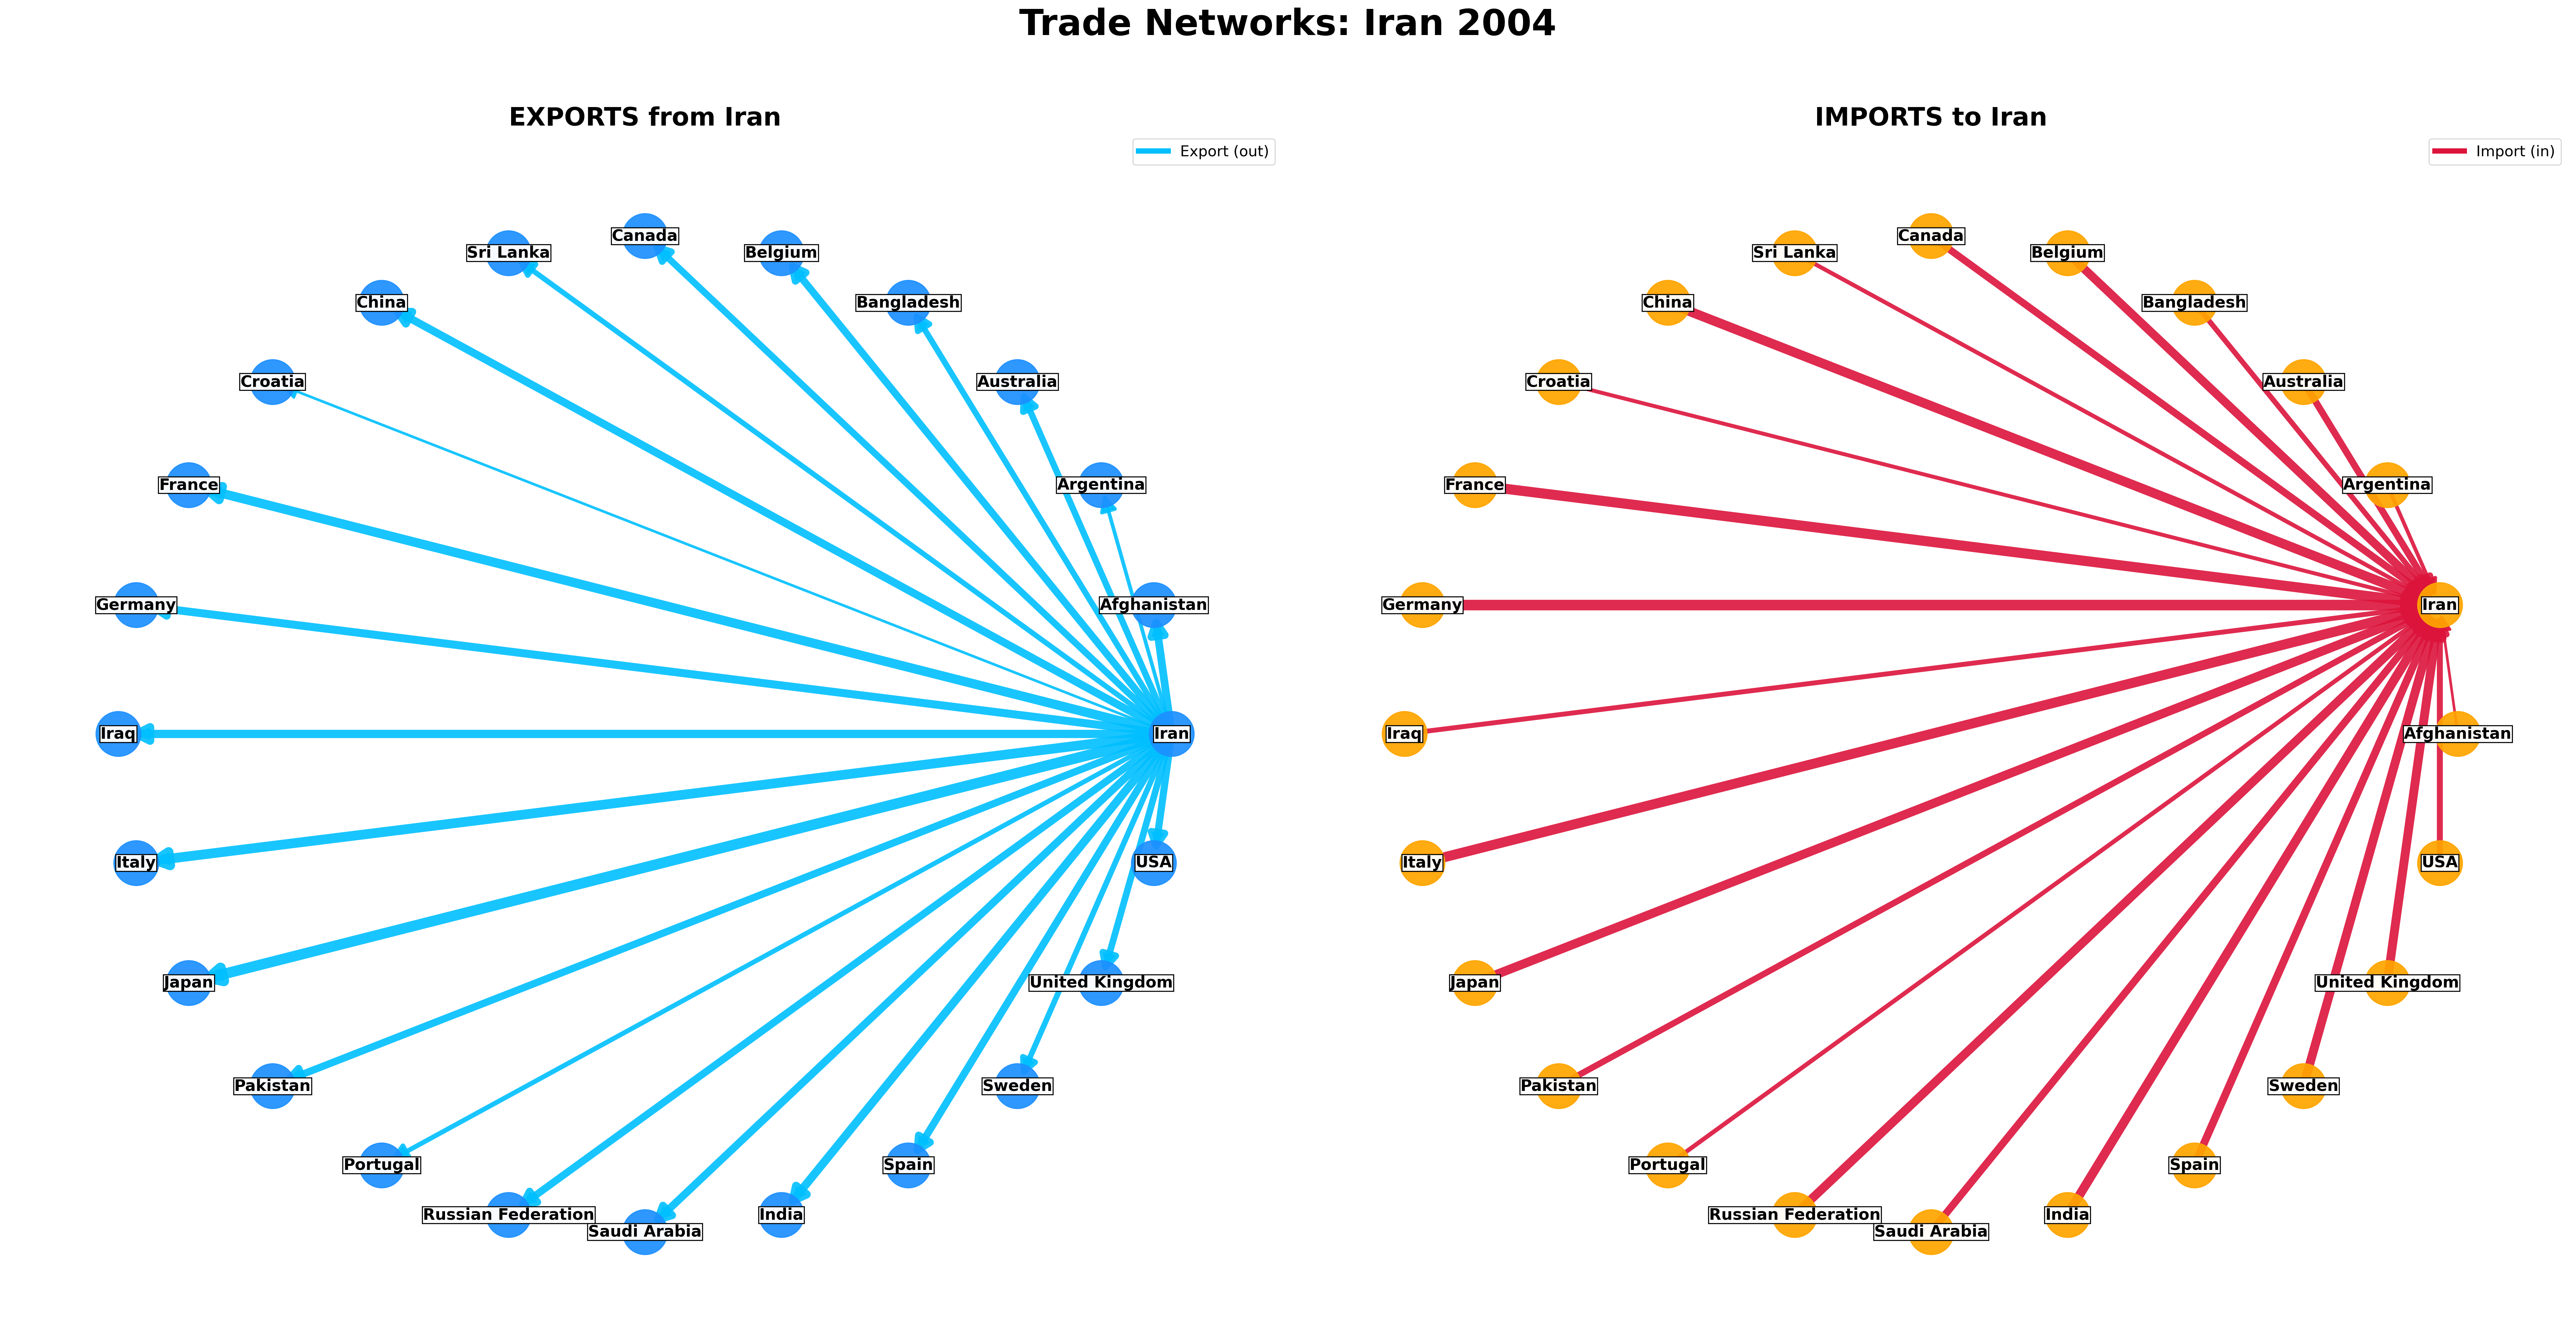 Trade Networks: Iran 2004
EXPORTS from Iran
Export (out)
Canada
Sri Lanka
Belgium
China
Bangladesh
Croatia
Australia
France
Argentina
Germany
Afghanistan
Iraq
Iran
Italy
USA
Japan
United Kingdom
Pakistan
Sweden
Portugal
Spain
Russian Federation
India
Saudi Arabia
IMPORTS to Iran
Import (in)
Canada
Sri Lanka
Belgium
China
Bangladesh
Croatia
Australia
France
Argentina
Germany
Iran
Iraq
Afghanistan
Italy
USA
Japan
United Kingdom
Pakistan
Sweden
Portugal
Spain
Russian Federation
India
Saudi Arabia